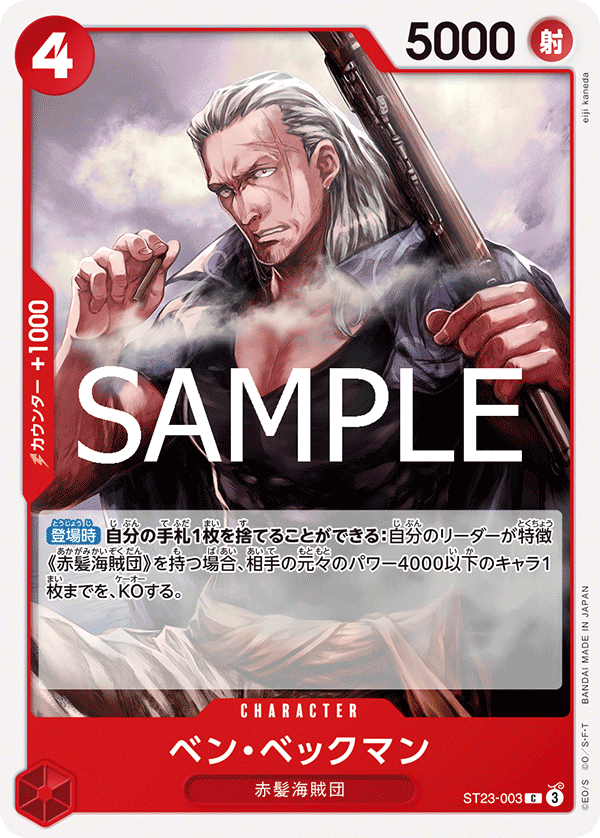 4
5000
射
eiji kaneda
カウンター +1000
SAMPLE
登場時 自分の手札1枚を捨てることができる:自分のリーダーが特徴
《赤髪海賊団》を持つ場合、相手の元々のパワー4000以下のキャラ1
枚までを、KOする。
BANDAI MADE IN JAPAN
©E.O/S ©O/S・F・T
CHARACTER
ベン・ベックマン
赤髪海賊団
ST23-003 C 3